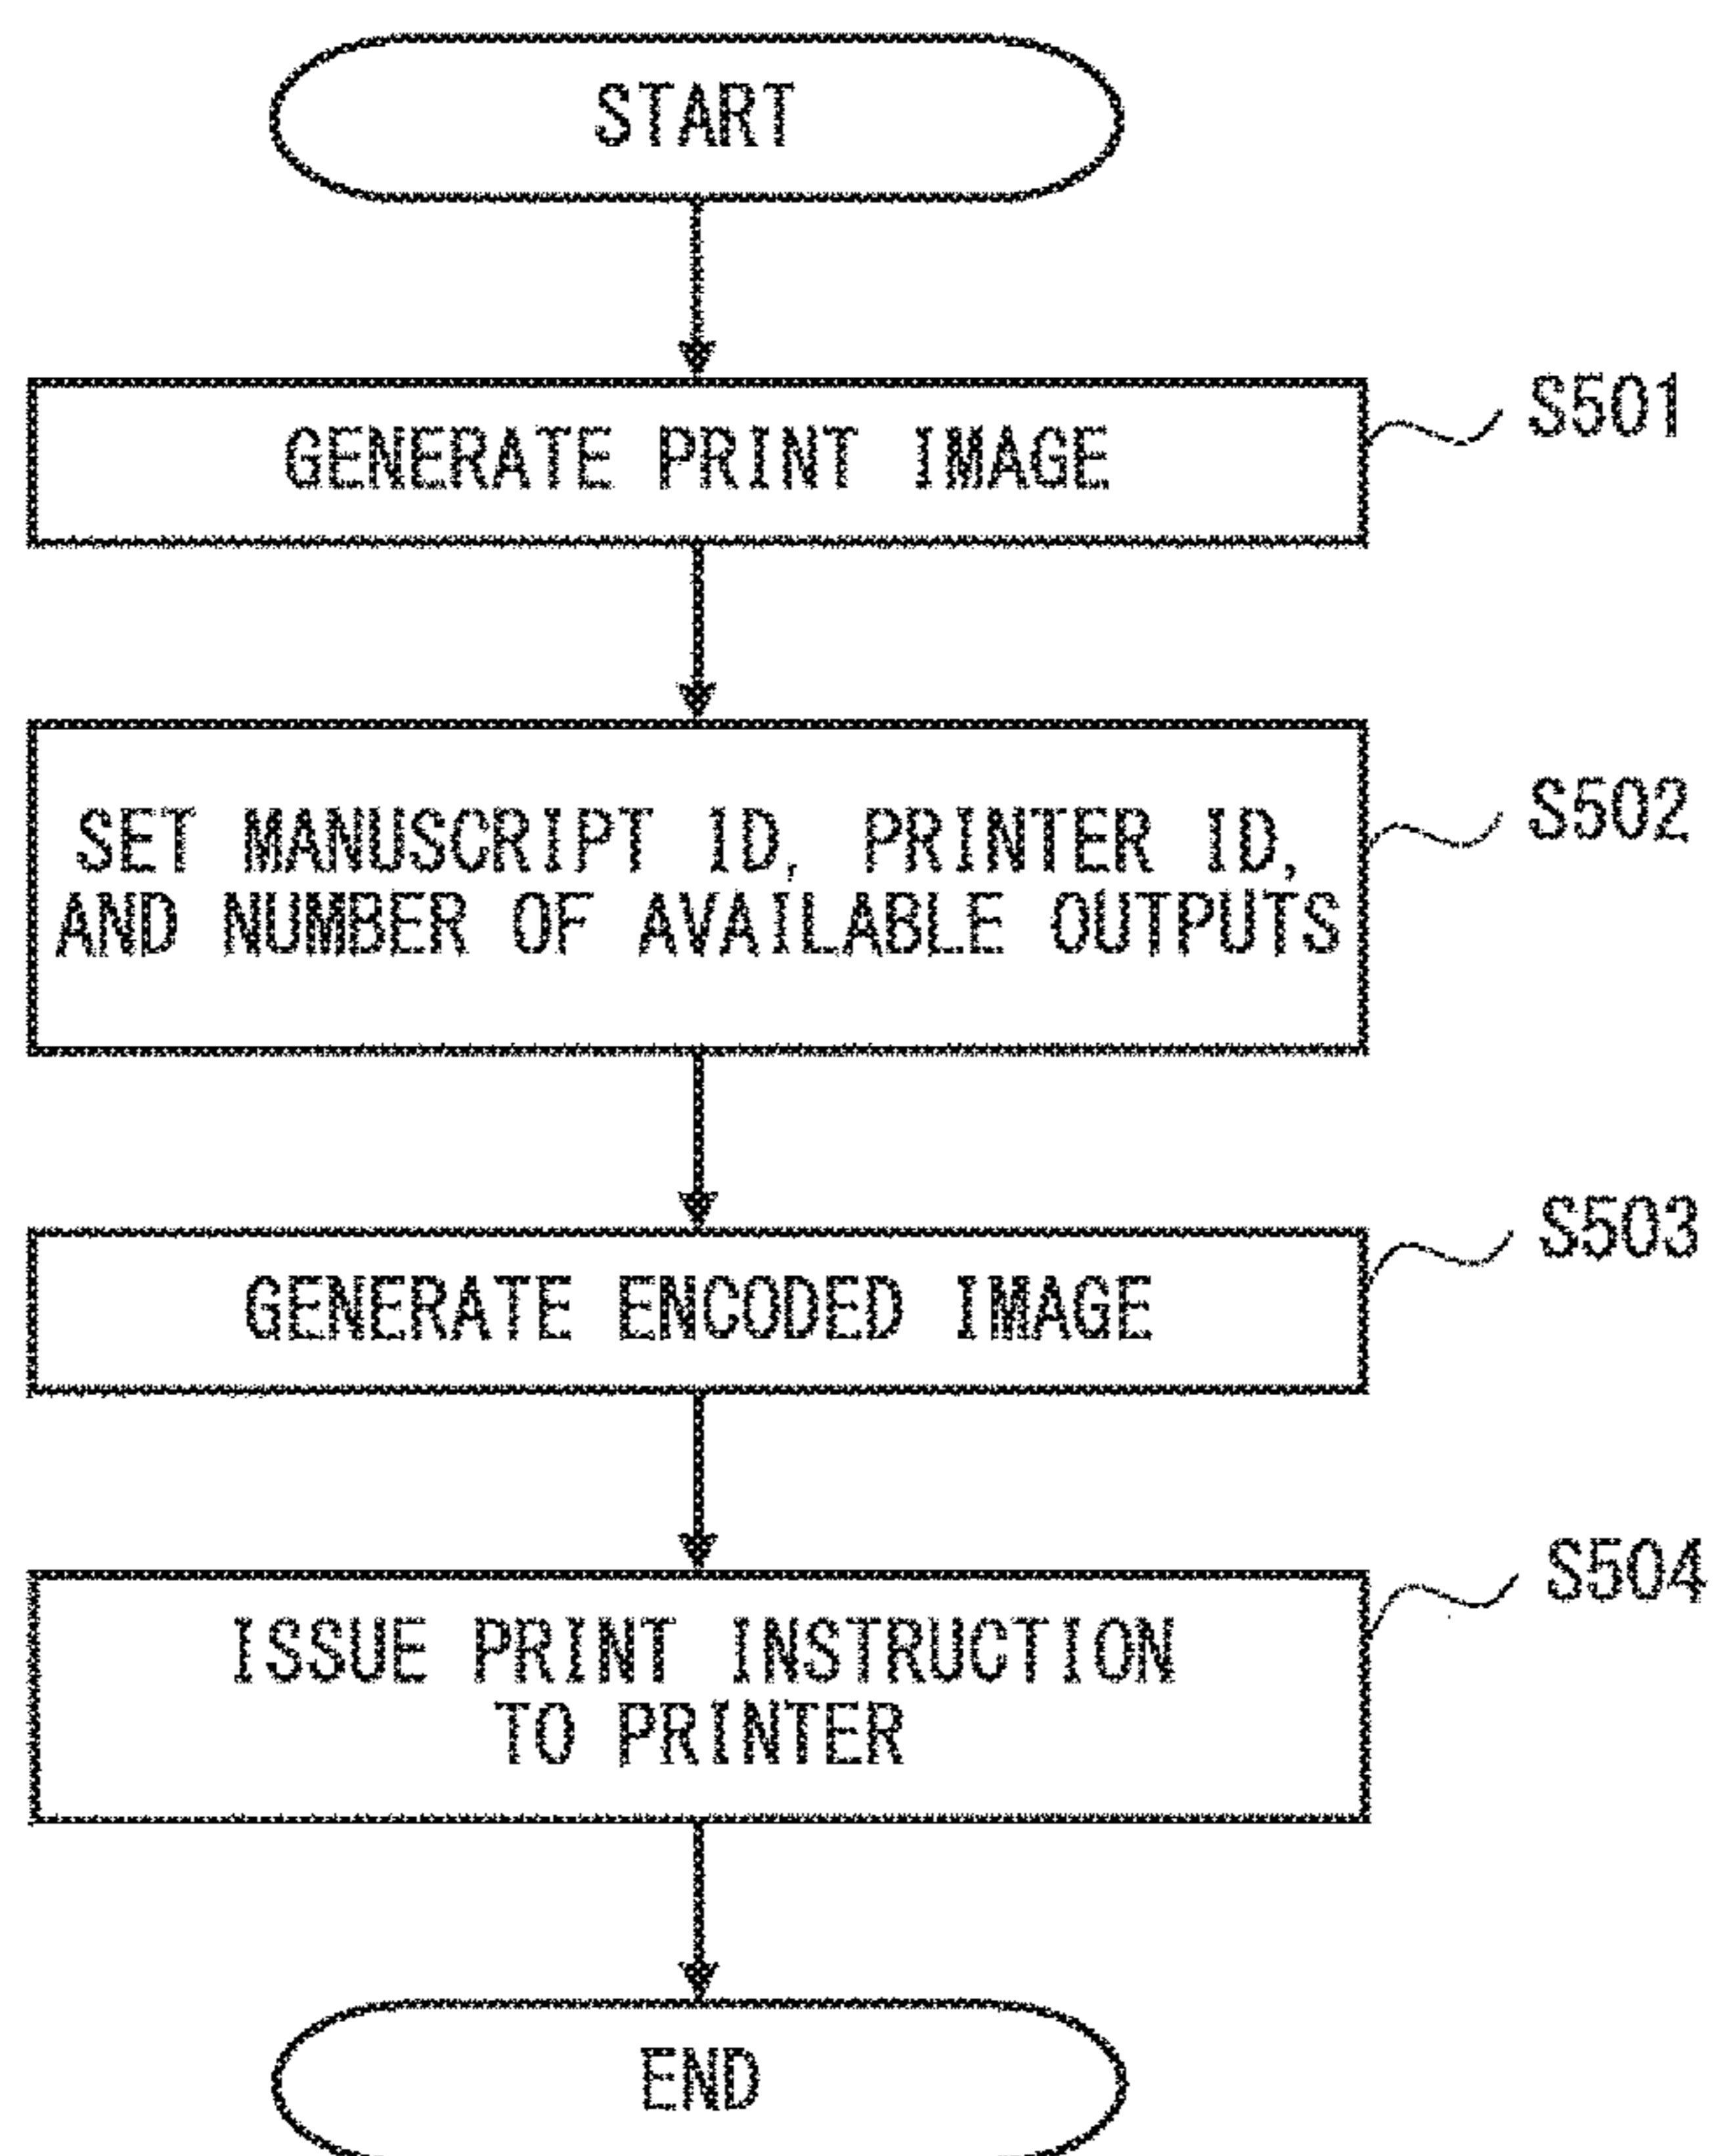 START
GENERATE PRINT IMAGE
S501
SET MANUSCRIPT ID, PRINTER ID,
AND NUMBER OF AVAILABLE OUTPUTS
S502
GENERATE ENCODED IMAGE
S503
ISSUE PRINT INSTRUCTION
TO PRINTER
S504
END